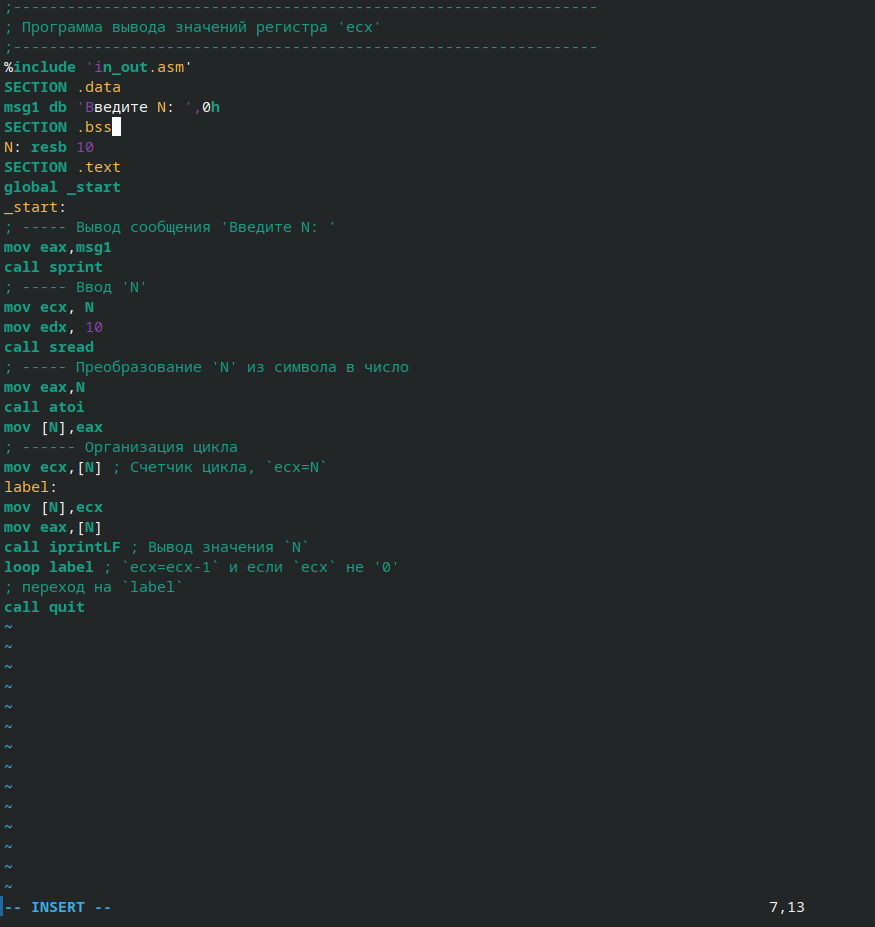 ;-----------------------------------------------------------------
; Программа вывода значений регистра 'ecx'
;-----------------------------------------------------------------
%include 'in_out.asm'
SECTION .data
msg1 db 'Введите N: ',0h
SECTION .bss
N: resb 10
SECTION .text
global _start
_start:
; ----- Вывод сообщения 'Введите N: '
mov eax,msg1
call sprint
; ----- Ввод 'N'
mov ecx, N
mov edx, 10
call sread
; ----- Преобразование 'N' из символа в число
mov eax,N
call atoi
mov [N],eax
; ------ Организация цикла
mov ecx,[N] ; Счетчик цикла, `ecx=N`
label:
mov [N],ecx
mov eax,[N]
call iprintLF ; Вывод значения `N`
loop label ; `ecx=ecx-1` и если `ecx` не '0'
; переход на `label`
call quit
~
~
~
~
~
~
~
~
~
~
~
~
~
~
-- INSERT -- 7,13